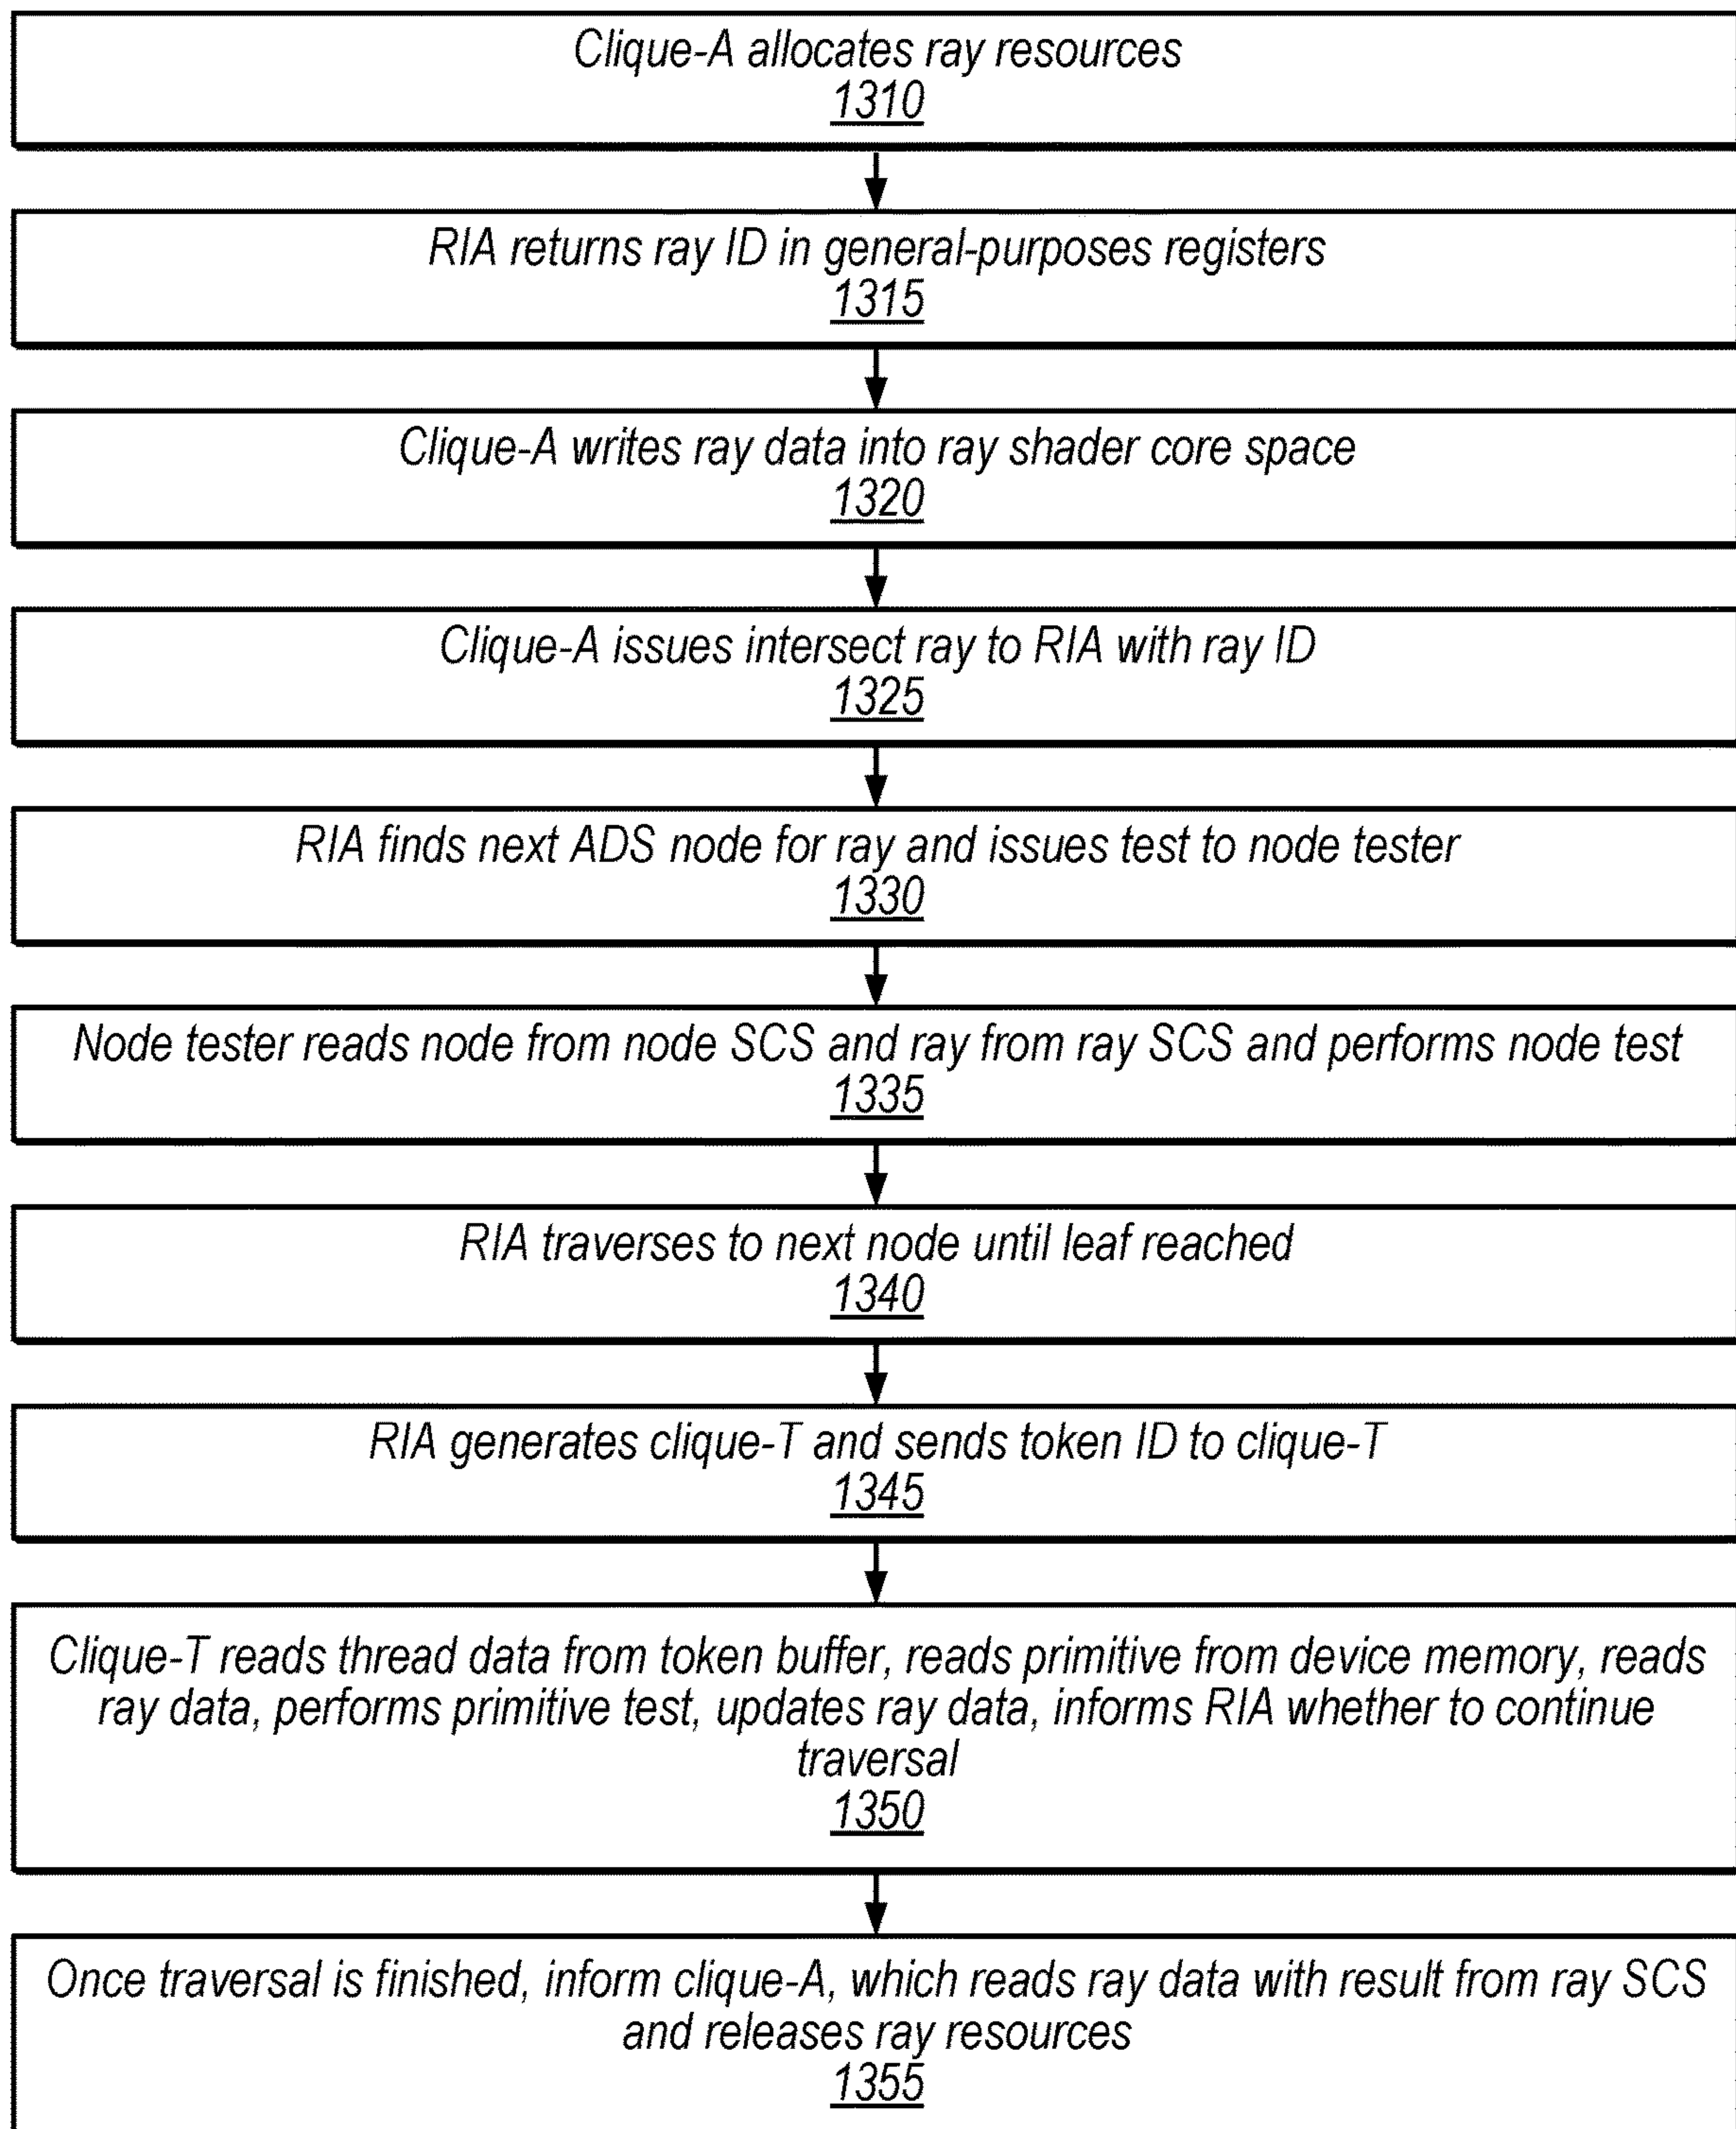 Clique-A allocates ray resources
1310
RIA returns ray ID in general-purposes registers
1315
Clique-A writes ray data into ray shader core space
1320
Clique-A issues intersect ray to RIA with ray ID
1325
RIA finds next ADS node for ray and issues test to node tester
1330
Node tester reads node from node SCS and ray from ray SCS and performs node test
1335
RIA traverses to next node until leaf reached
1340
RIA generates clique-T and sends token ID to clique-T
1345
Clique-T reads thread data from token buffer, reads primitive from device memory, reads
ray data, performs primitive test, updates ray data, informs RIA whether to continue
traversal
1350
Once traversal is finished, inform clique-A, which reads ray data with result from ray SCS
and releases ray resources
1355